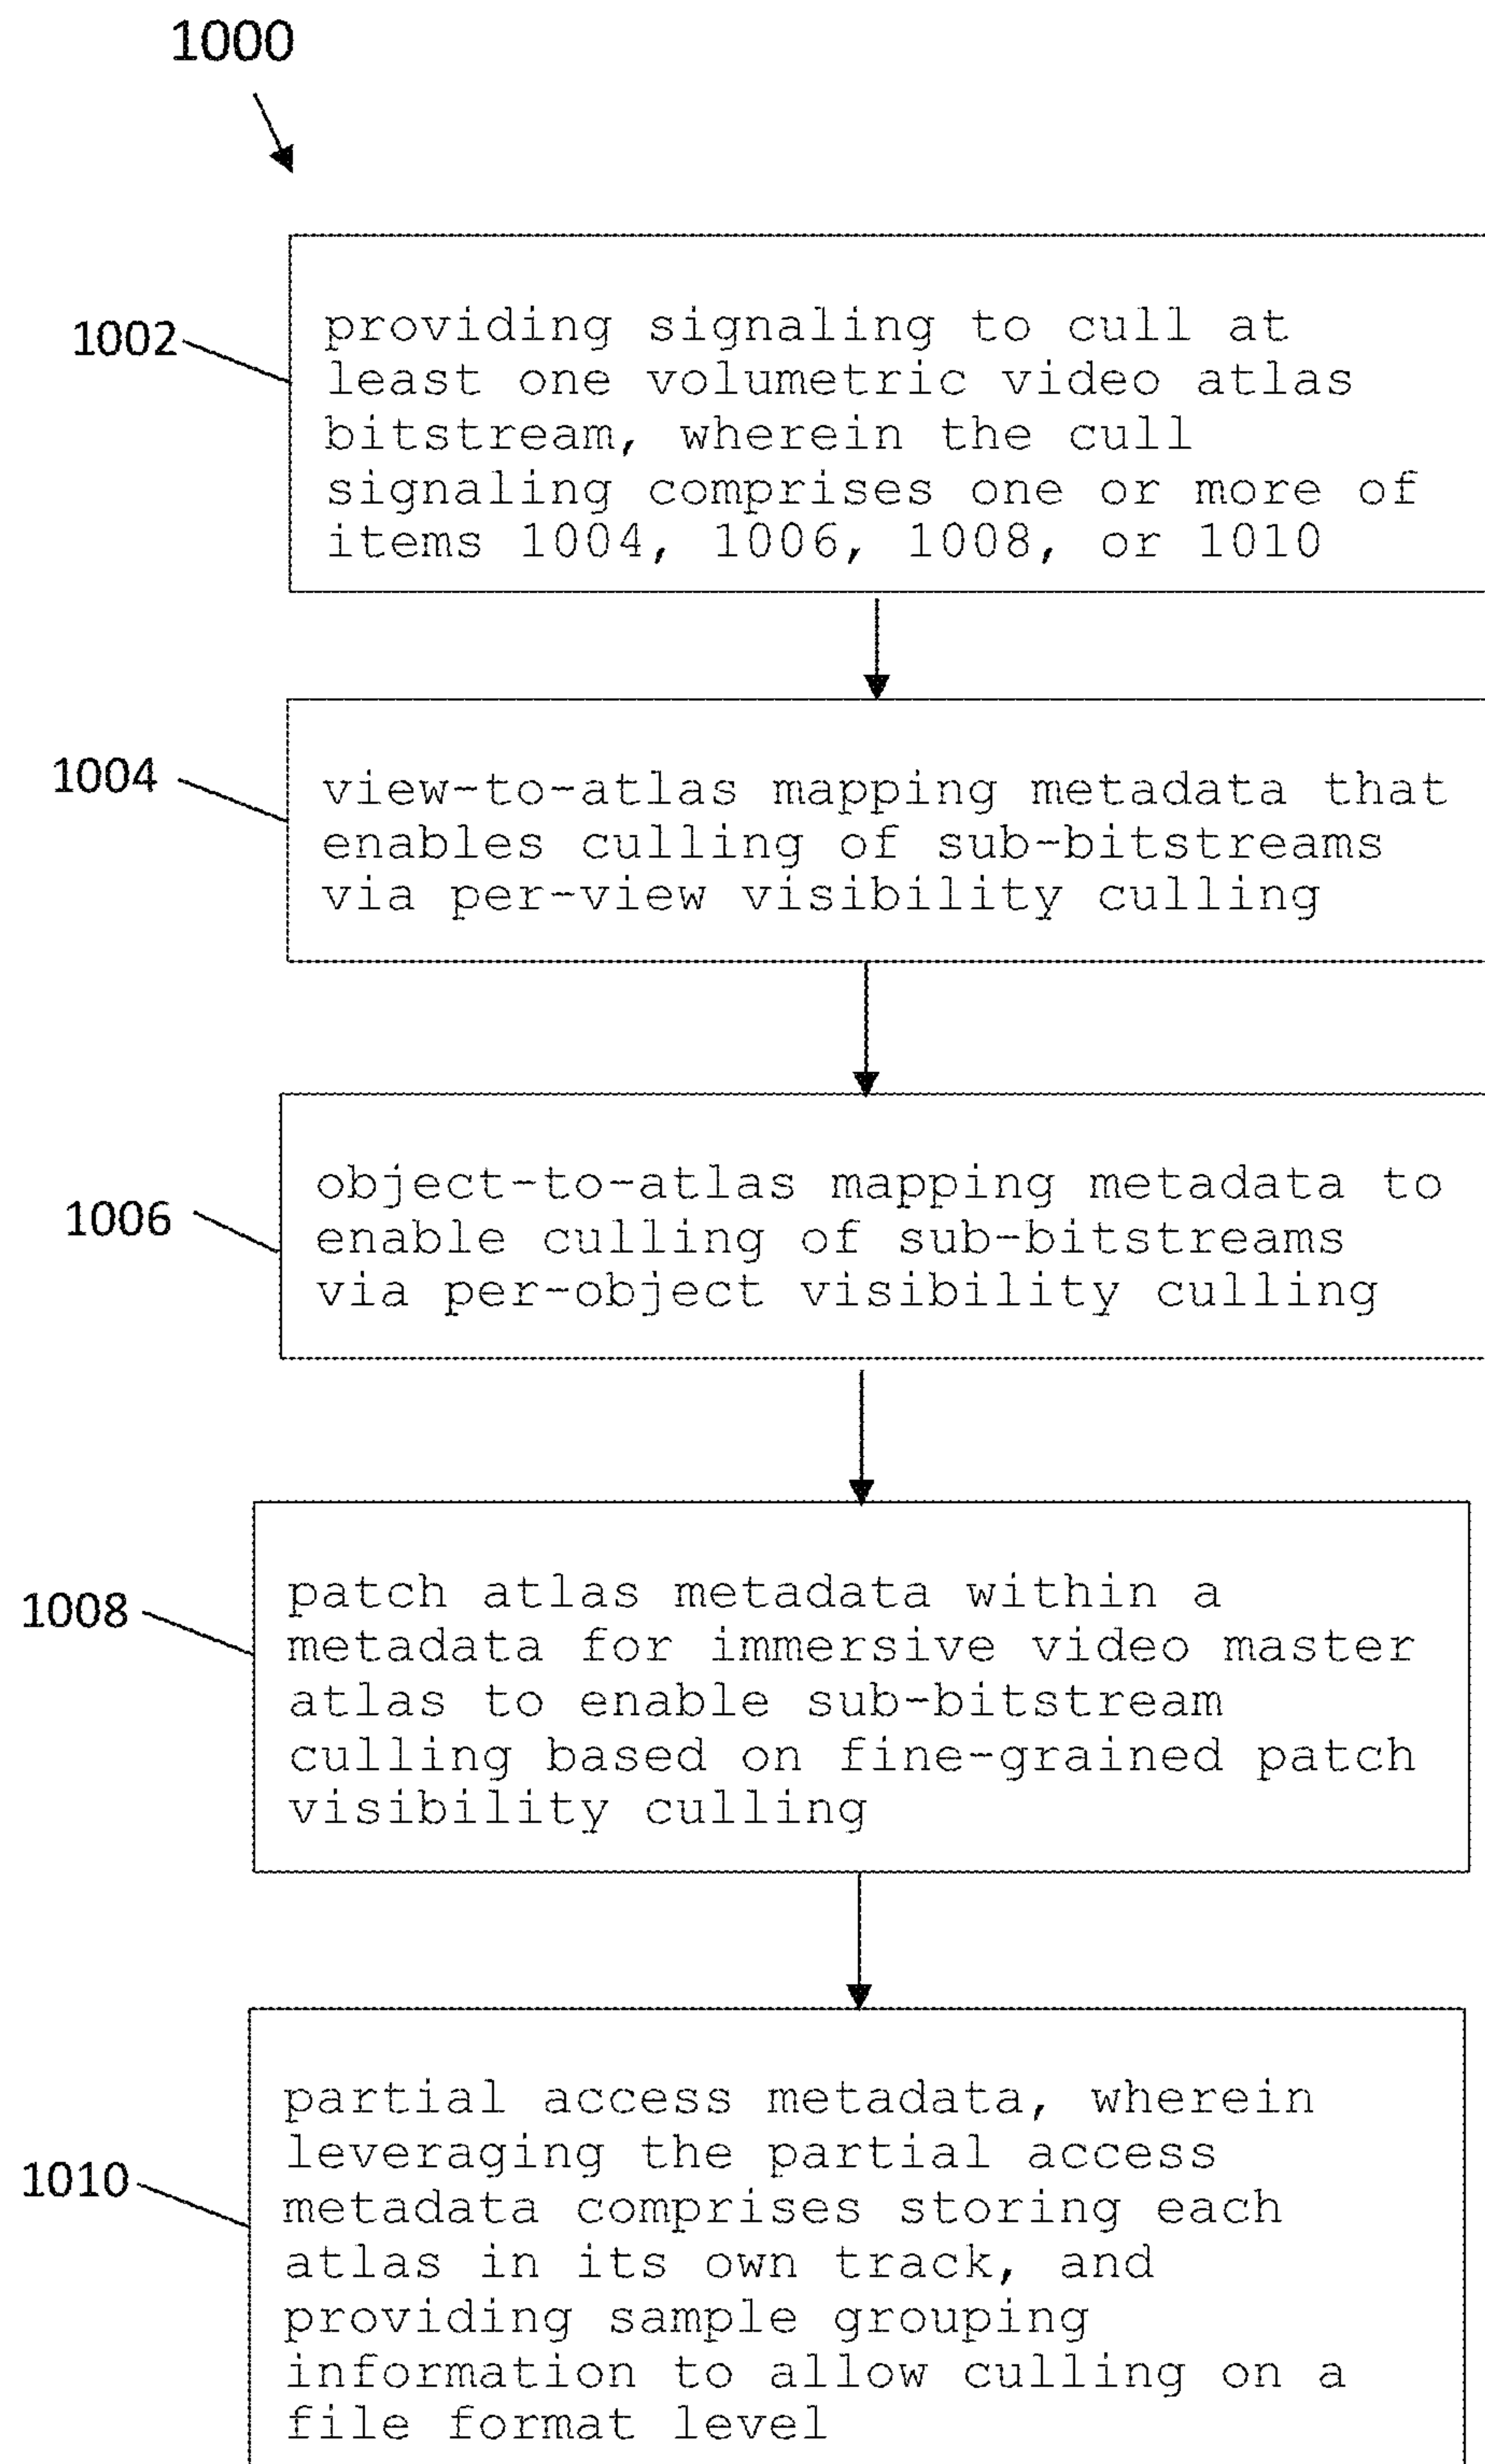 1000
1002
providing signaling to cull at
least one volumetric video atlas
bitstream, wherein the cull
signaling comprises one or more of
items 1004, 1006, 1008, or 1010
1004
view-to-atlas mapping metadata that
enables culling of sub-bitstreams
via per-view visibility culling
1006
object-to-atlas mapping metadata to
enable culling of sub-bitstreams
via per-object visibility culling
1008
patch atlas metadata within a
metadata for immersive video master
atlas to enable sub-bitstream
culling based on fine-grained patch
visibility culling
1010
partial access metadata, wherein
leveraging the partial access
metadata comprises storing each
atlas in its own track, and
providing sample grouping
information to allow culling on a
file format level